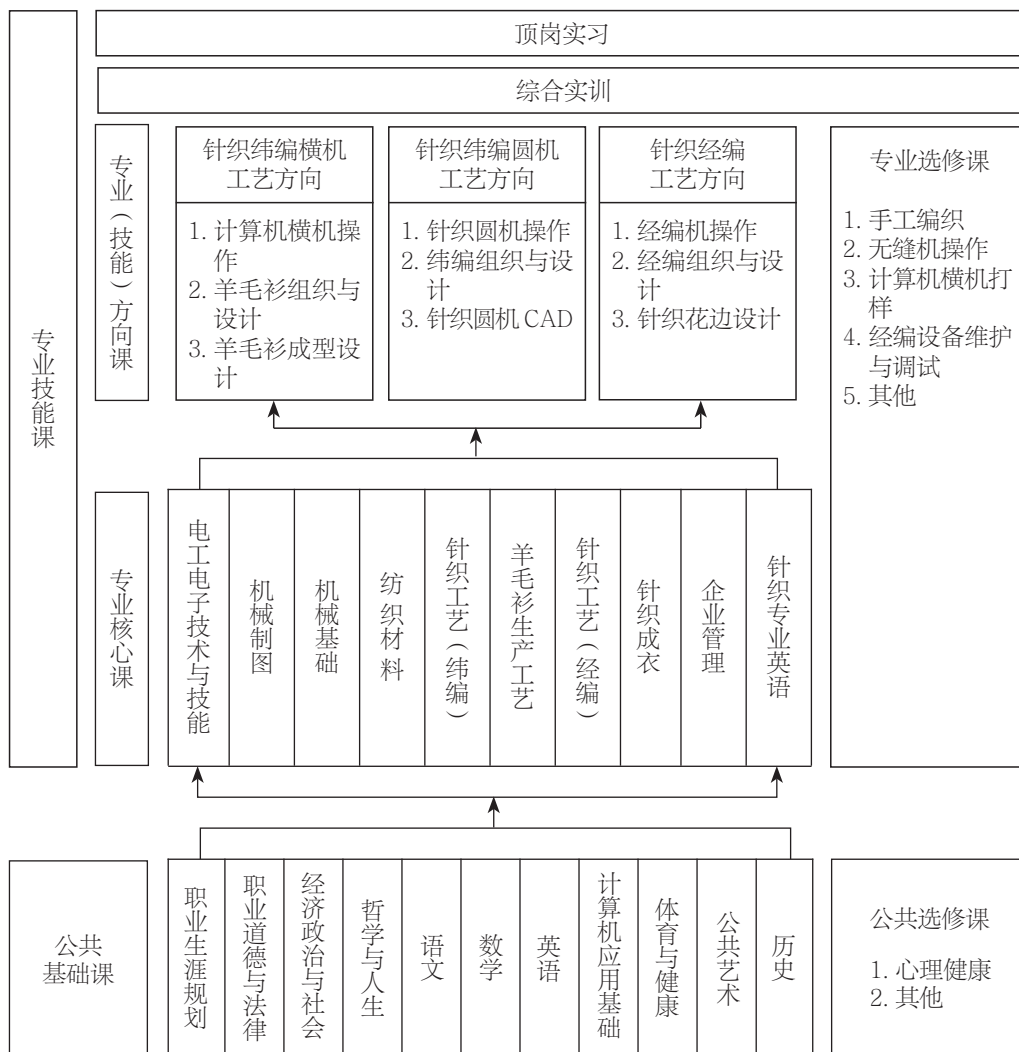 顶岗实习
综合实训
专业技能课
专业（技能）方向课
针织纬编横机
工艺方向
1. 计算机横机操
作
2. 羊毛衫组织与
设计
3. 羊毛衫成型设
计
针织纬编圆机
工艺方向
1. 针织圆机操作
2. 纬编组织与设
计
3. 针织圆机 CAD
针织经编
工艺方向
1. 经编机操作
2. 经编组织与设
计
3. 针织花边设计
专业选修课
1. 手工编织
2. 无缝机操作
3. 计算机横机打
样
4. 经编设备维护
与调试
5. 其他
专业核心课
电工电子技术与技能
机械制图
机械基础
纺织材料
针织工艺（纬编）
羊毛衫生产工艺
针织工艺（经编）
针织成衣
企业管理
针织专业英语
公共
基础课
职业生涯规划
职业道德与法律
经济政治与社会
哲学与人生
语文
数学
英语
计算机应用基础
体育与健康
公共艺术
历史
公共选修课
1. 心理健康
2. 其他